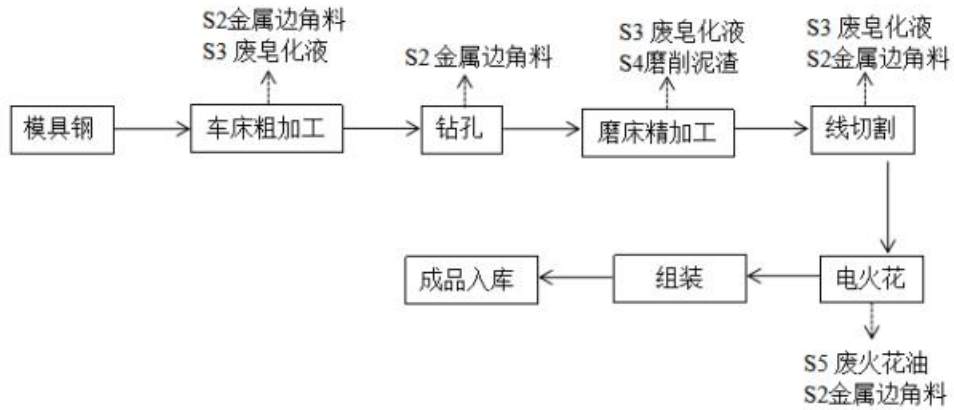 S2金属边角料
S3 废皂化液
S2 金属边角料
S3 废皂化液
S4磨削泥渣
S3 废皂化液
S2金属边角料
模具钢
车床粗加工
钻孔
磨床精加工
线切割
成品入库
组装
电火花
S5 废火花油
S2金属边角料